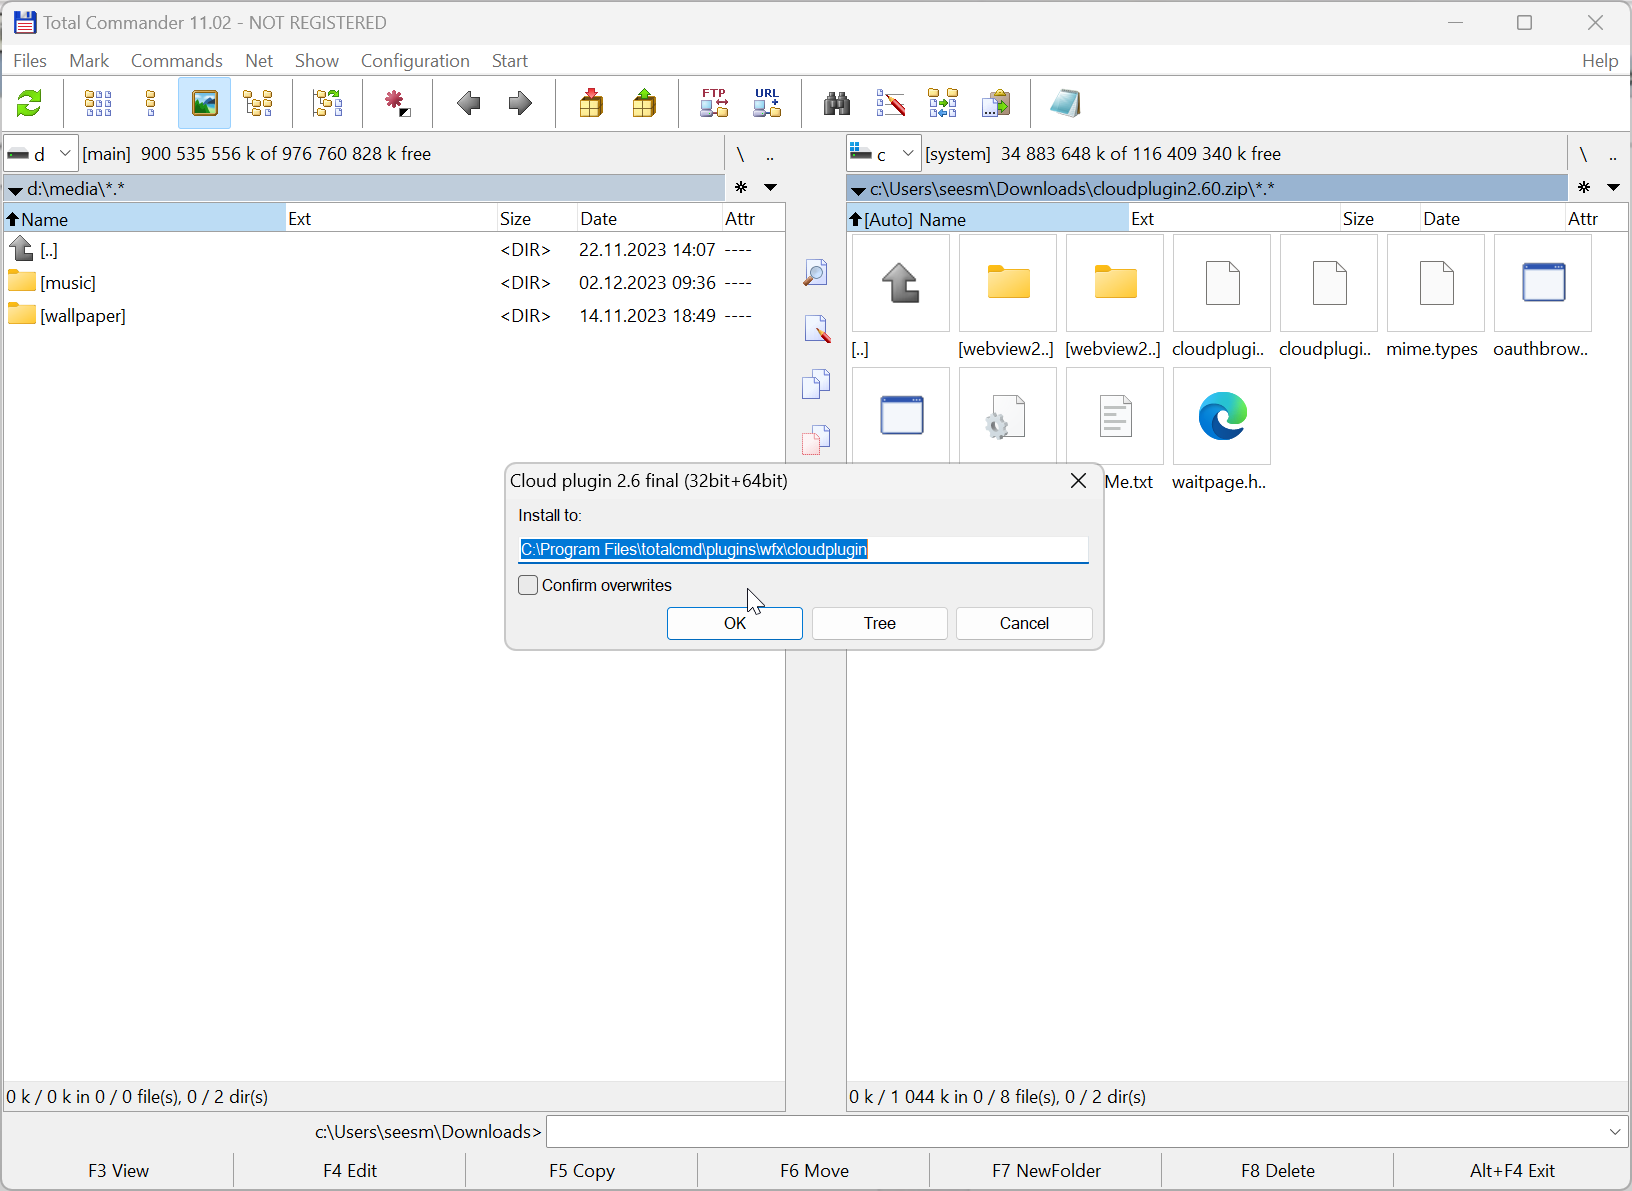 Total Commander 11.02 - NOT REGISTERED
Files Mark Commands Net Show Configuration Start Help
FTP URL
d [main] 900 535 556 k of 976 760 828 k free \ ..
c [system] 34 883 648 k of 116 409 340 k free \ ..
d:\media\*.* *
c:\Users\seesm\Downloads\cloudplugin2.60.zip\*.* *
Name Ext Size Date Attr
[..] <DIR> 22.11.2023 14:07 ----
[music] <DIR> 02.12.2023 09:36 ----
[wallpaper] <DIR> 14.11.2023 18:49 ----
[Auto] Name Ext Size Date Attr
[..] [webview2..] [webview2..] cloudplugi.. cloudplugi.. mime.types oauthbrow..
Me.txt waitpage.h..
Cloud plugin 2.6 final (32bit+64bit)
Install to:
C:\Program Files\totalcmd\plugins\wfx\cloudplugin
Confirm overwrites
OK Tree Cancel
0 k / 0 k in 0 / 0 file(s), 0 / 2 dir(s)
0 k / 1 044 k in 0 / 8 file(s), 0 / 2 dir(s)
c:\Users\seesm\Downloads>
F3 View F4 Edit F5 Copy F6 Move F7 NewFolder F8 Delete Alt+F4 Exit